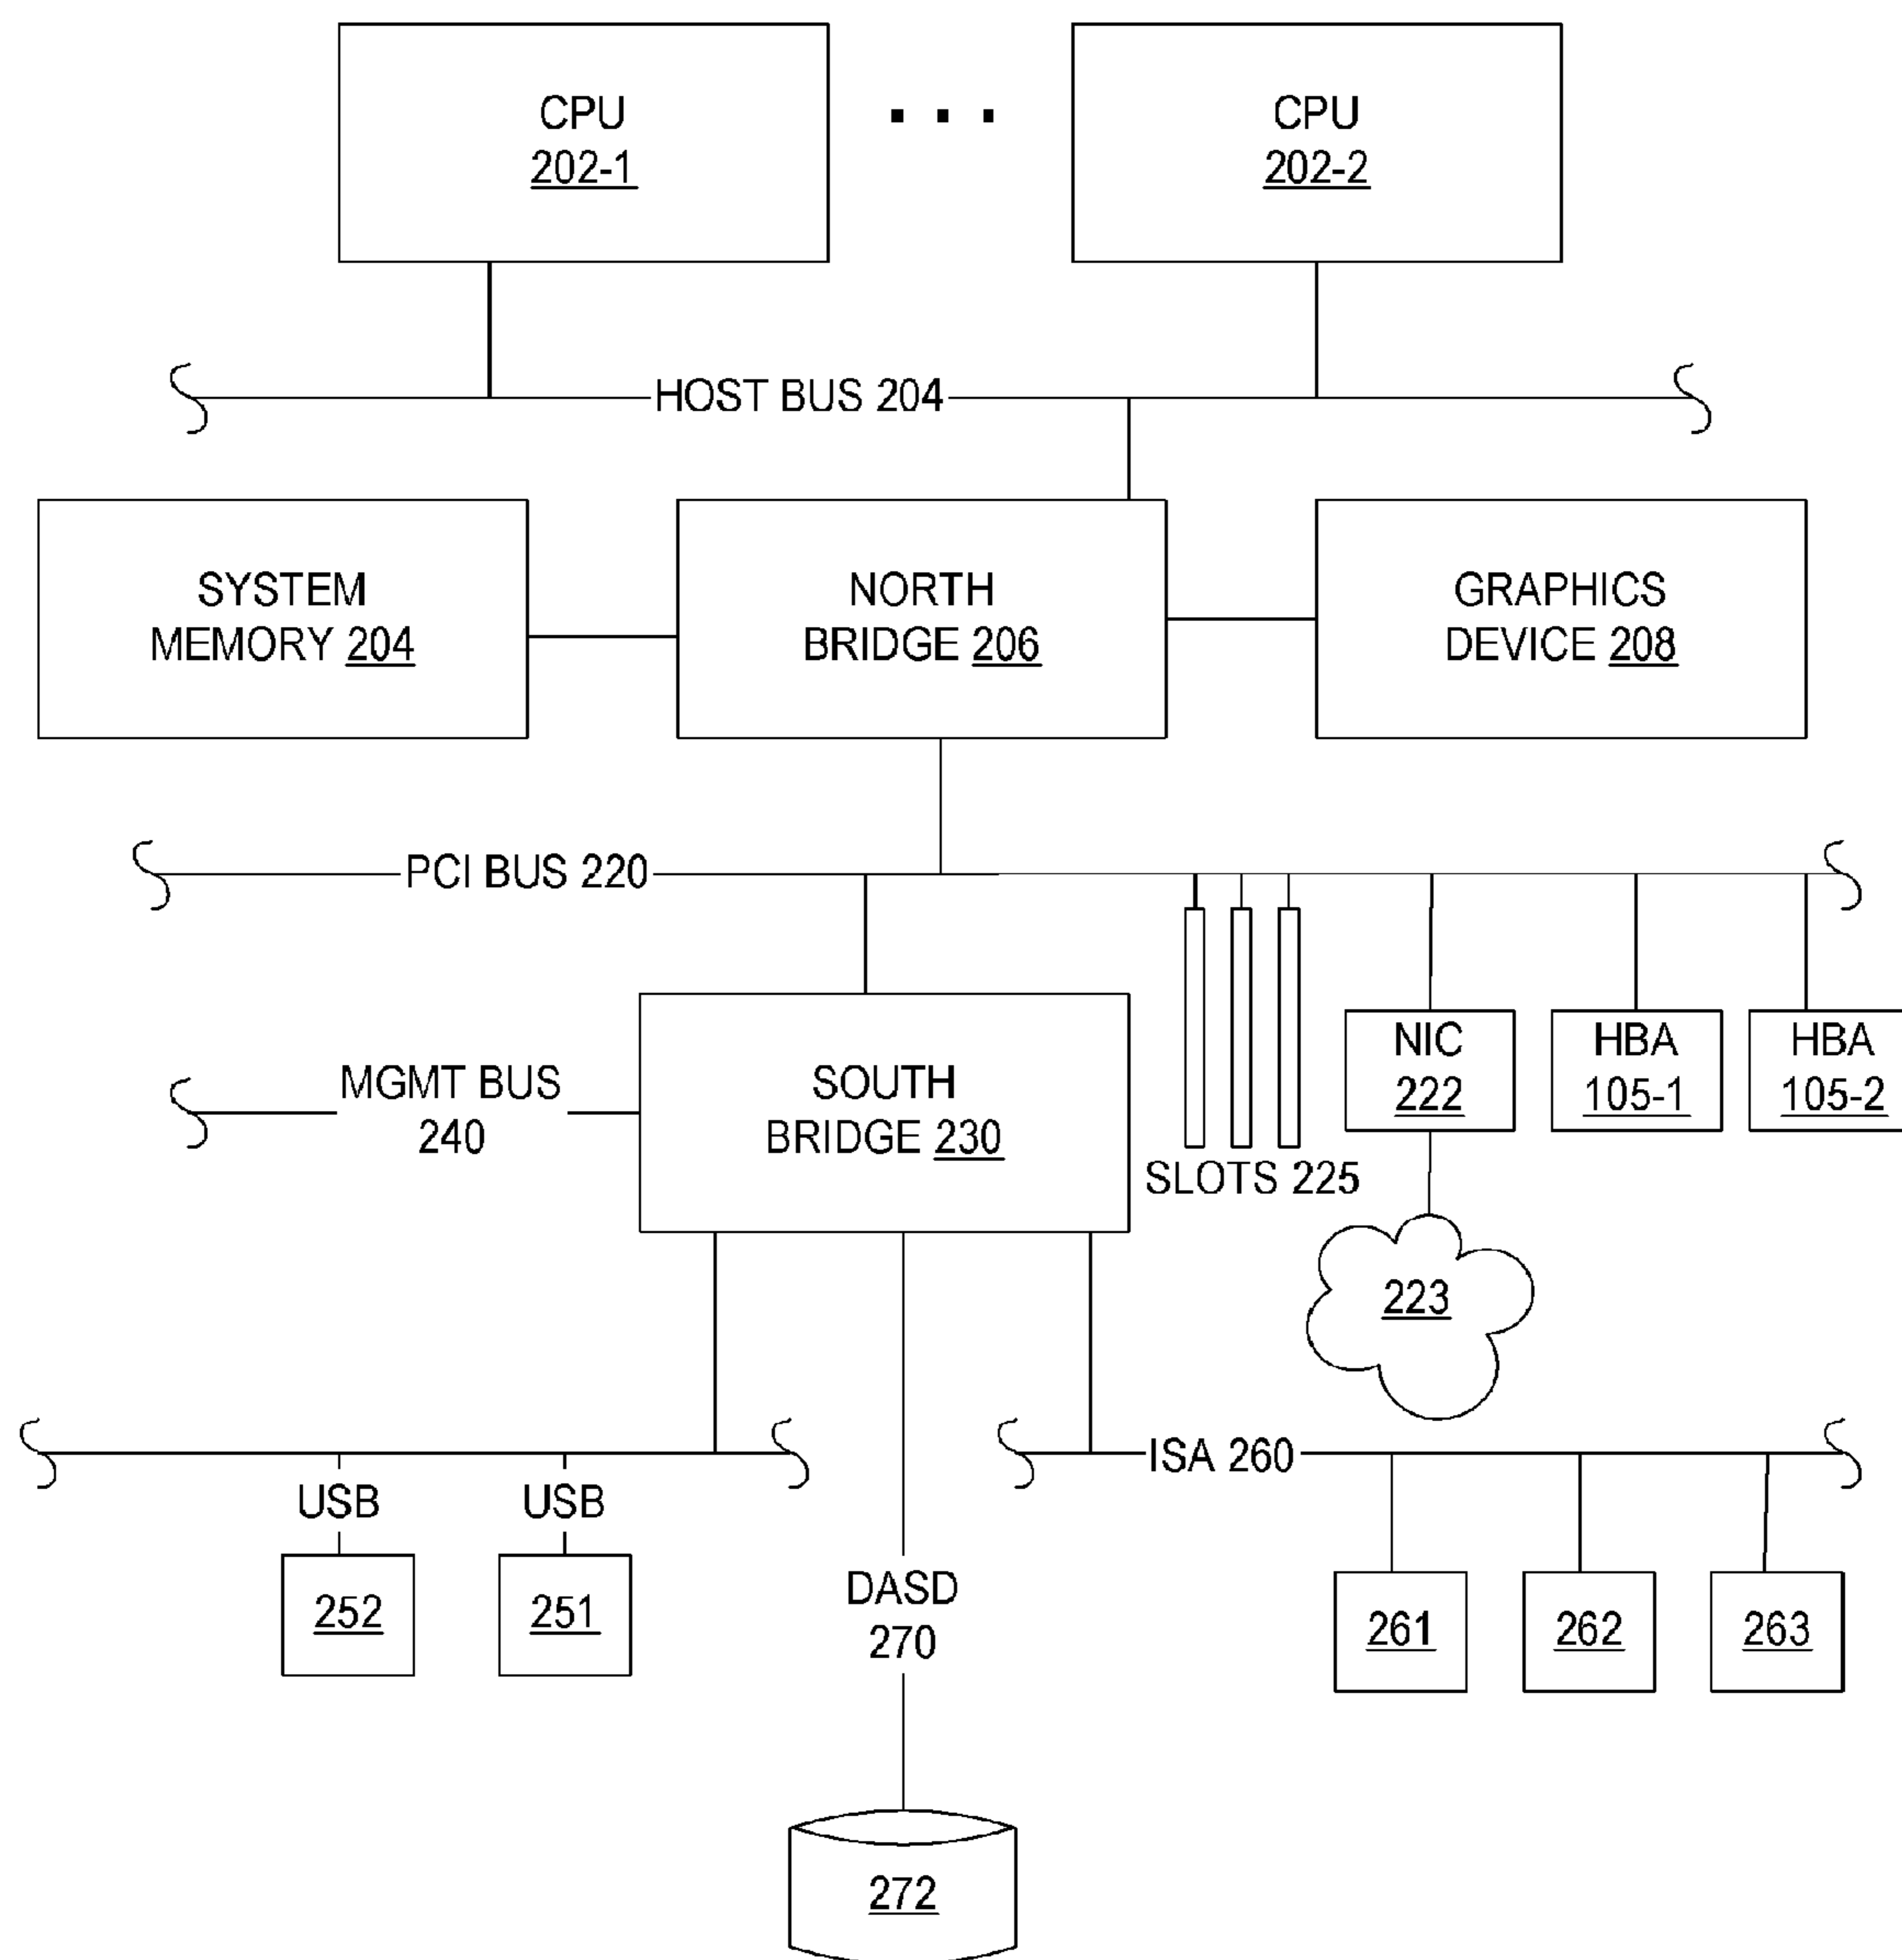 CPU
202-1
CPU
202-2
HOST BUS 204
SYSTEM
MEMORY 204
NORTH
BRIDGE 206
GRAPHICS
DEVICE 208
PCI BUS 220
MGMT BUS
240
SOUTH
BRIDGE 230
SLOTS 225
NIC
222
HBA
105-1
HBA
105-2
223
ISA 260
USB
USB
252
251
DASD
270
261
262
263
272